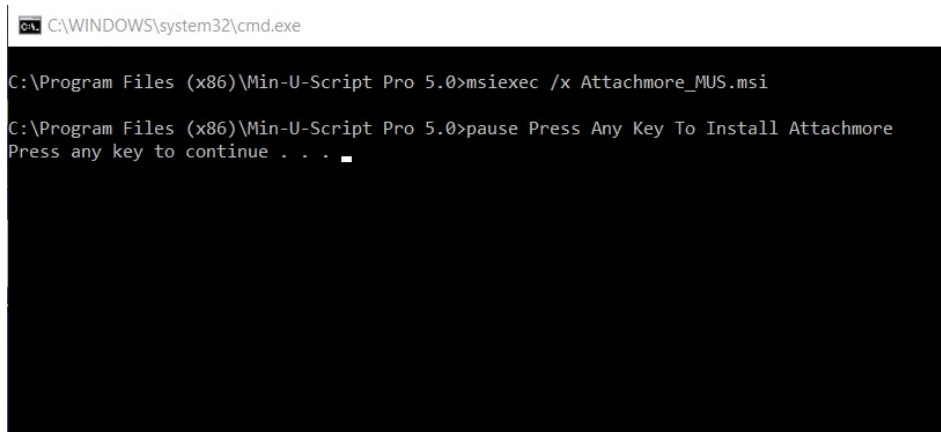 C:\WINDOWS\system32\cmd.exe
C:\Program Files (x86)\Min-U-Script Pro 5.0>msiexec /x Attachmore_MUS.msi
C:\Program Files (x86)\Min-U-Script Pro 5.0>pause Press Any Key To Install Attachmore
Press any key to continue . . .